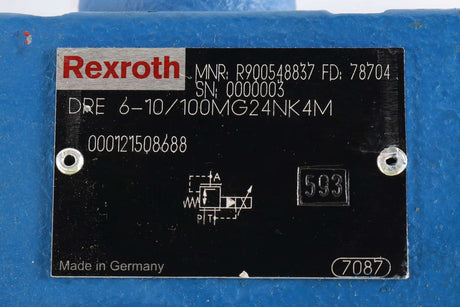 Rexroth
MNR: R900548837 FD: 78704
SN: 0000003
DRE 6-10/100MG24NK4M
000121508688
A
593
P T
Made in Germany
7087